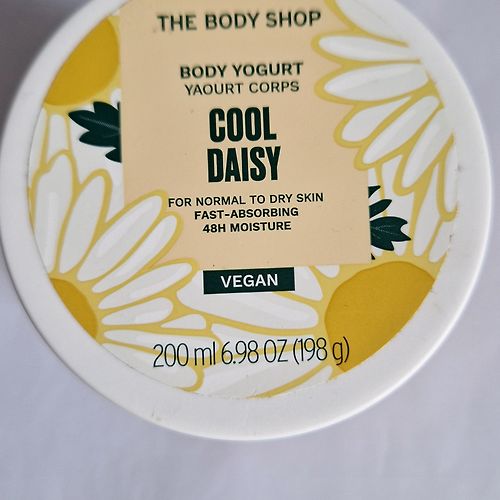 THE BODY SHOP
BODY YOGURT
YAOURT CORPS
COOL
DAISY
FOR NORMAL TO DRY SKIN
FAST-ABSORBING
48H MOISTURE
VEGAN
200 ml 6.98 OZ (198 g)